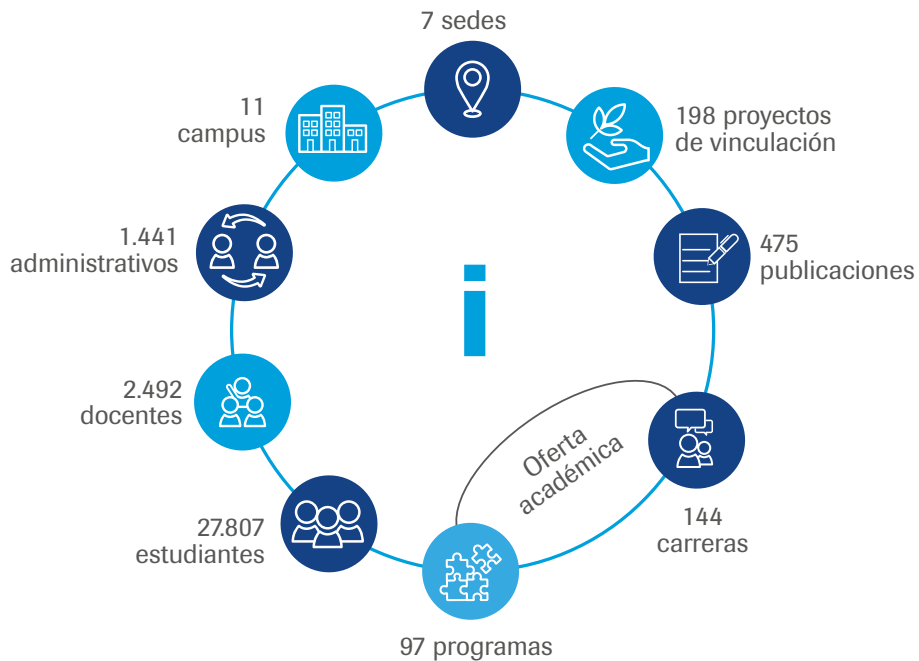 7 sedes
198 proyectos
de vinculación
475
publicaciones
144
carreras
Oferta
académica
97 programas
27.807
estudiantes
2.492
docentes
1.441
administrativos
11
campus
i